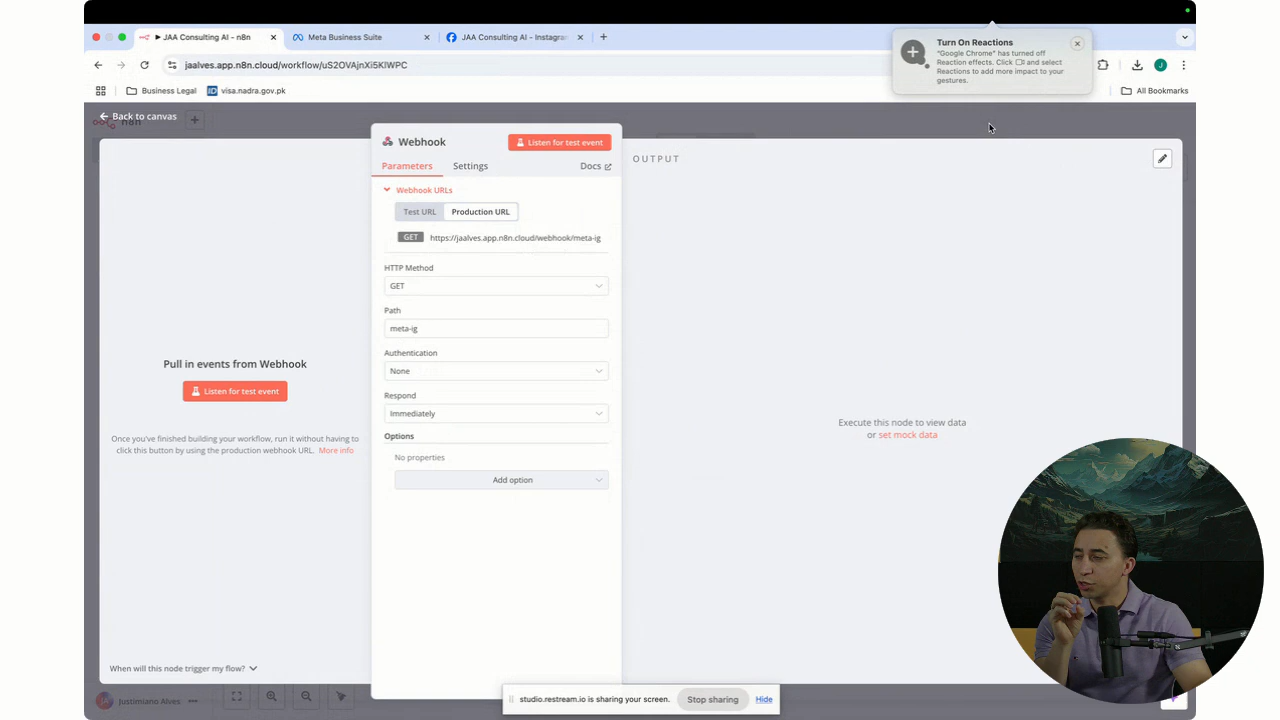 JAA Consulting AI - n8n
Meta Business Suite
JAA Consulting AI - Instagram
Turn On Reactions
"Google Chrome" has turned off
Reaction effects. Click and select
Reactions to add more impact to your
gestures.
jaalves.app.n8n.cloud/workflow/uS2OVAjnXi5KlWPC
J
Business Legal
visa.nadra.gov.pk
All Bookmarks
Back to canvas
Webhook
Listen for test event
OUTPUT
Parameters
Settings
Docs
Webhook URLs
Test URL
Production URL
GET
https://jaalves.app.n8n.cloud/webhook/meta-ig
HTTP Method
GET
Path
meta-ig
Authentication
None
Respond
Immediately
Options
No properties
Add option
Pull in events from Webhook
Listen for test event
Once you've finished building your workflow, run it without having to
click this button by using the production webhook URL. More info
Execute this node to view data
or set mock data
When will this node trigger my flow?
JA
Justimiano Alves
studio.restream.io is sharing your screen.
Stop sharing
Hide